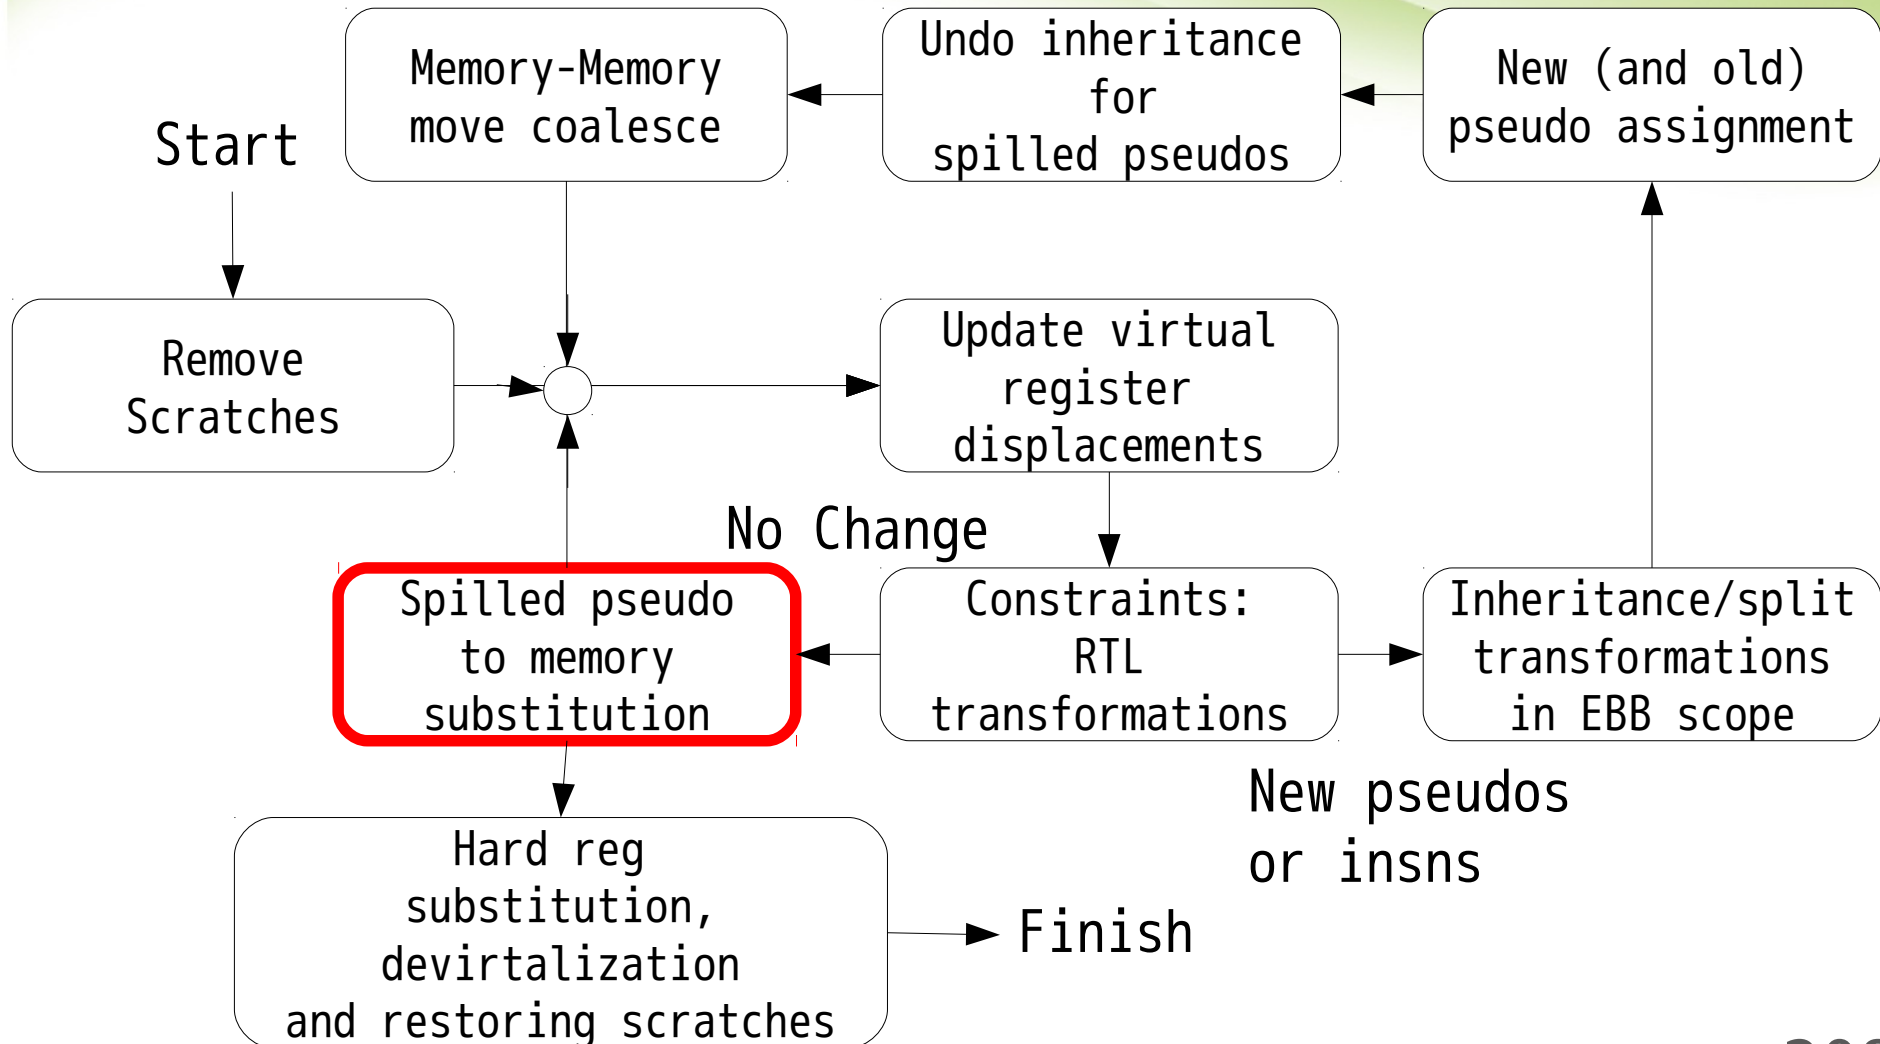 Memory-Memory
move coalesce
Undo inheritance
for
spilled pseudos
New (and old)
pseudo assignment
Start
Remove
Scratches
Update virtual
register
displacements
No Change
Spilled pseudo
to memory
substitution
Constraints:
RTL
transformations
Inheritance/split
transformations
in EBB scope
New pseudos
or insns
Hard reg
substitution,
devirtalization
and restoring scratches
Finish